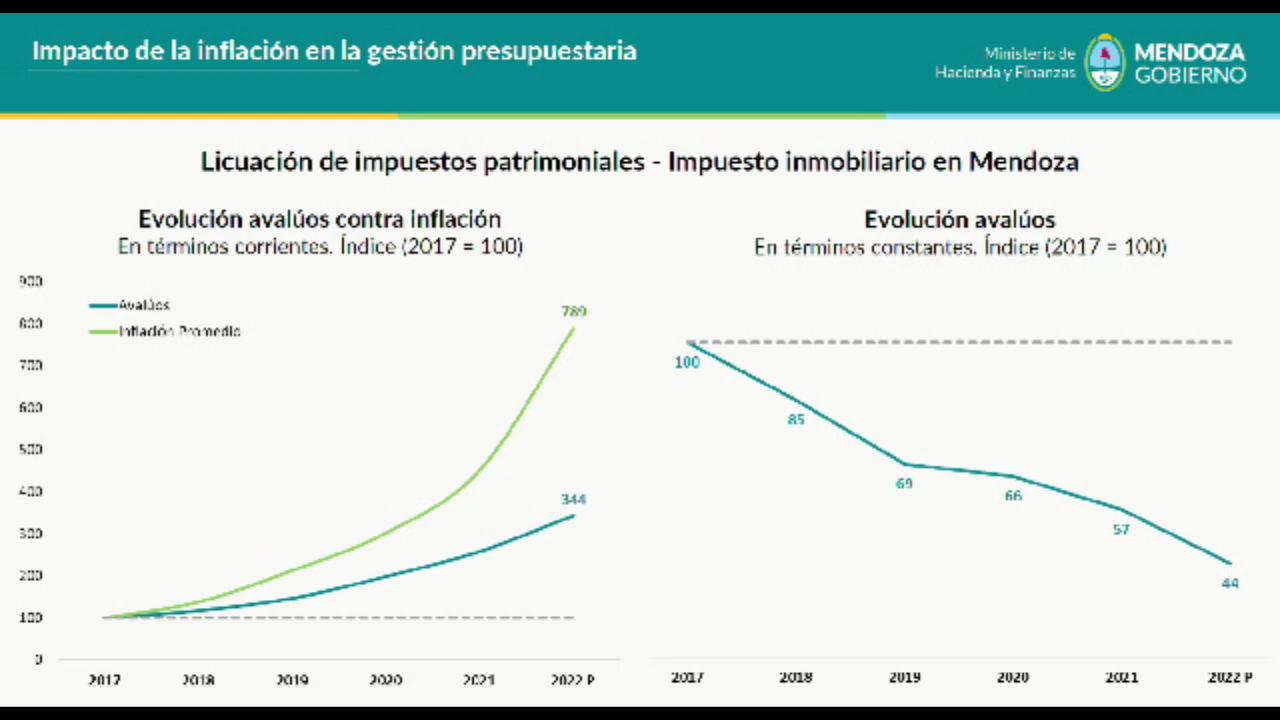 Impacto de la inflación en la gestión presupuestaria
Ministerio de
Hacienda y Finanzas
MENDOZA
GOBIERNO
Licuación de impuestos patrimoniales - Impuesto inmobiliario en Mendoza
Evolución avalúos contra inflación
En términos corrientes. Índice (2017 = 100)
900
800
700
600
500
400
300
200
100
0
Avalúos
Inflación Promedio
789
344
2017 2018 2019 2020 2021 2022 P
Evolución avalúos
En términos constantes. Índice (2017 = 100)
100
85
69
66
57
44
2017 2018 2019 2020 2021 2022 P